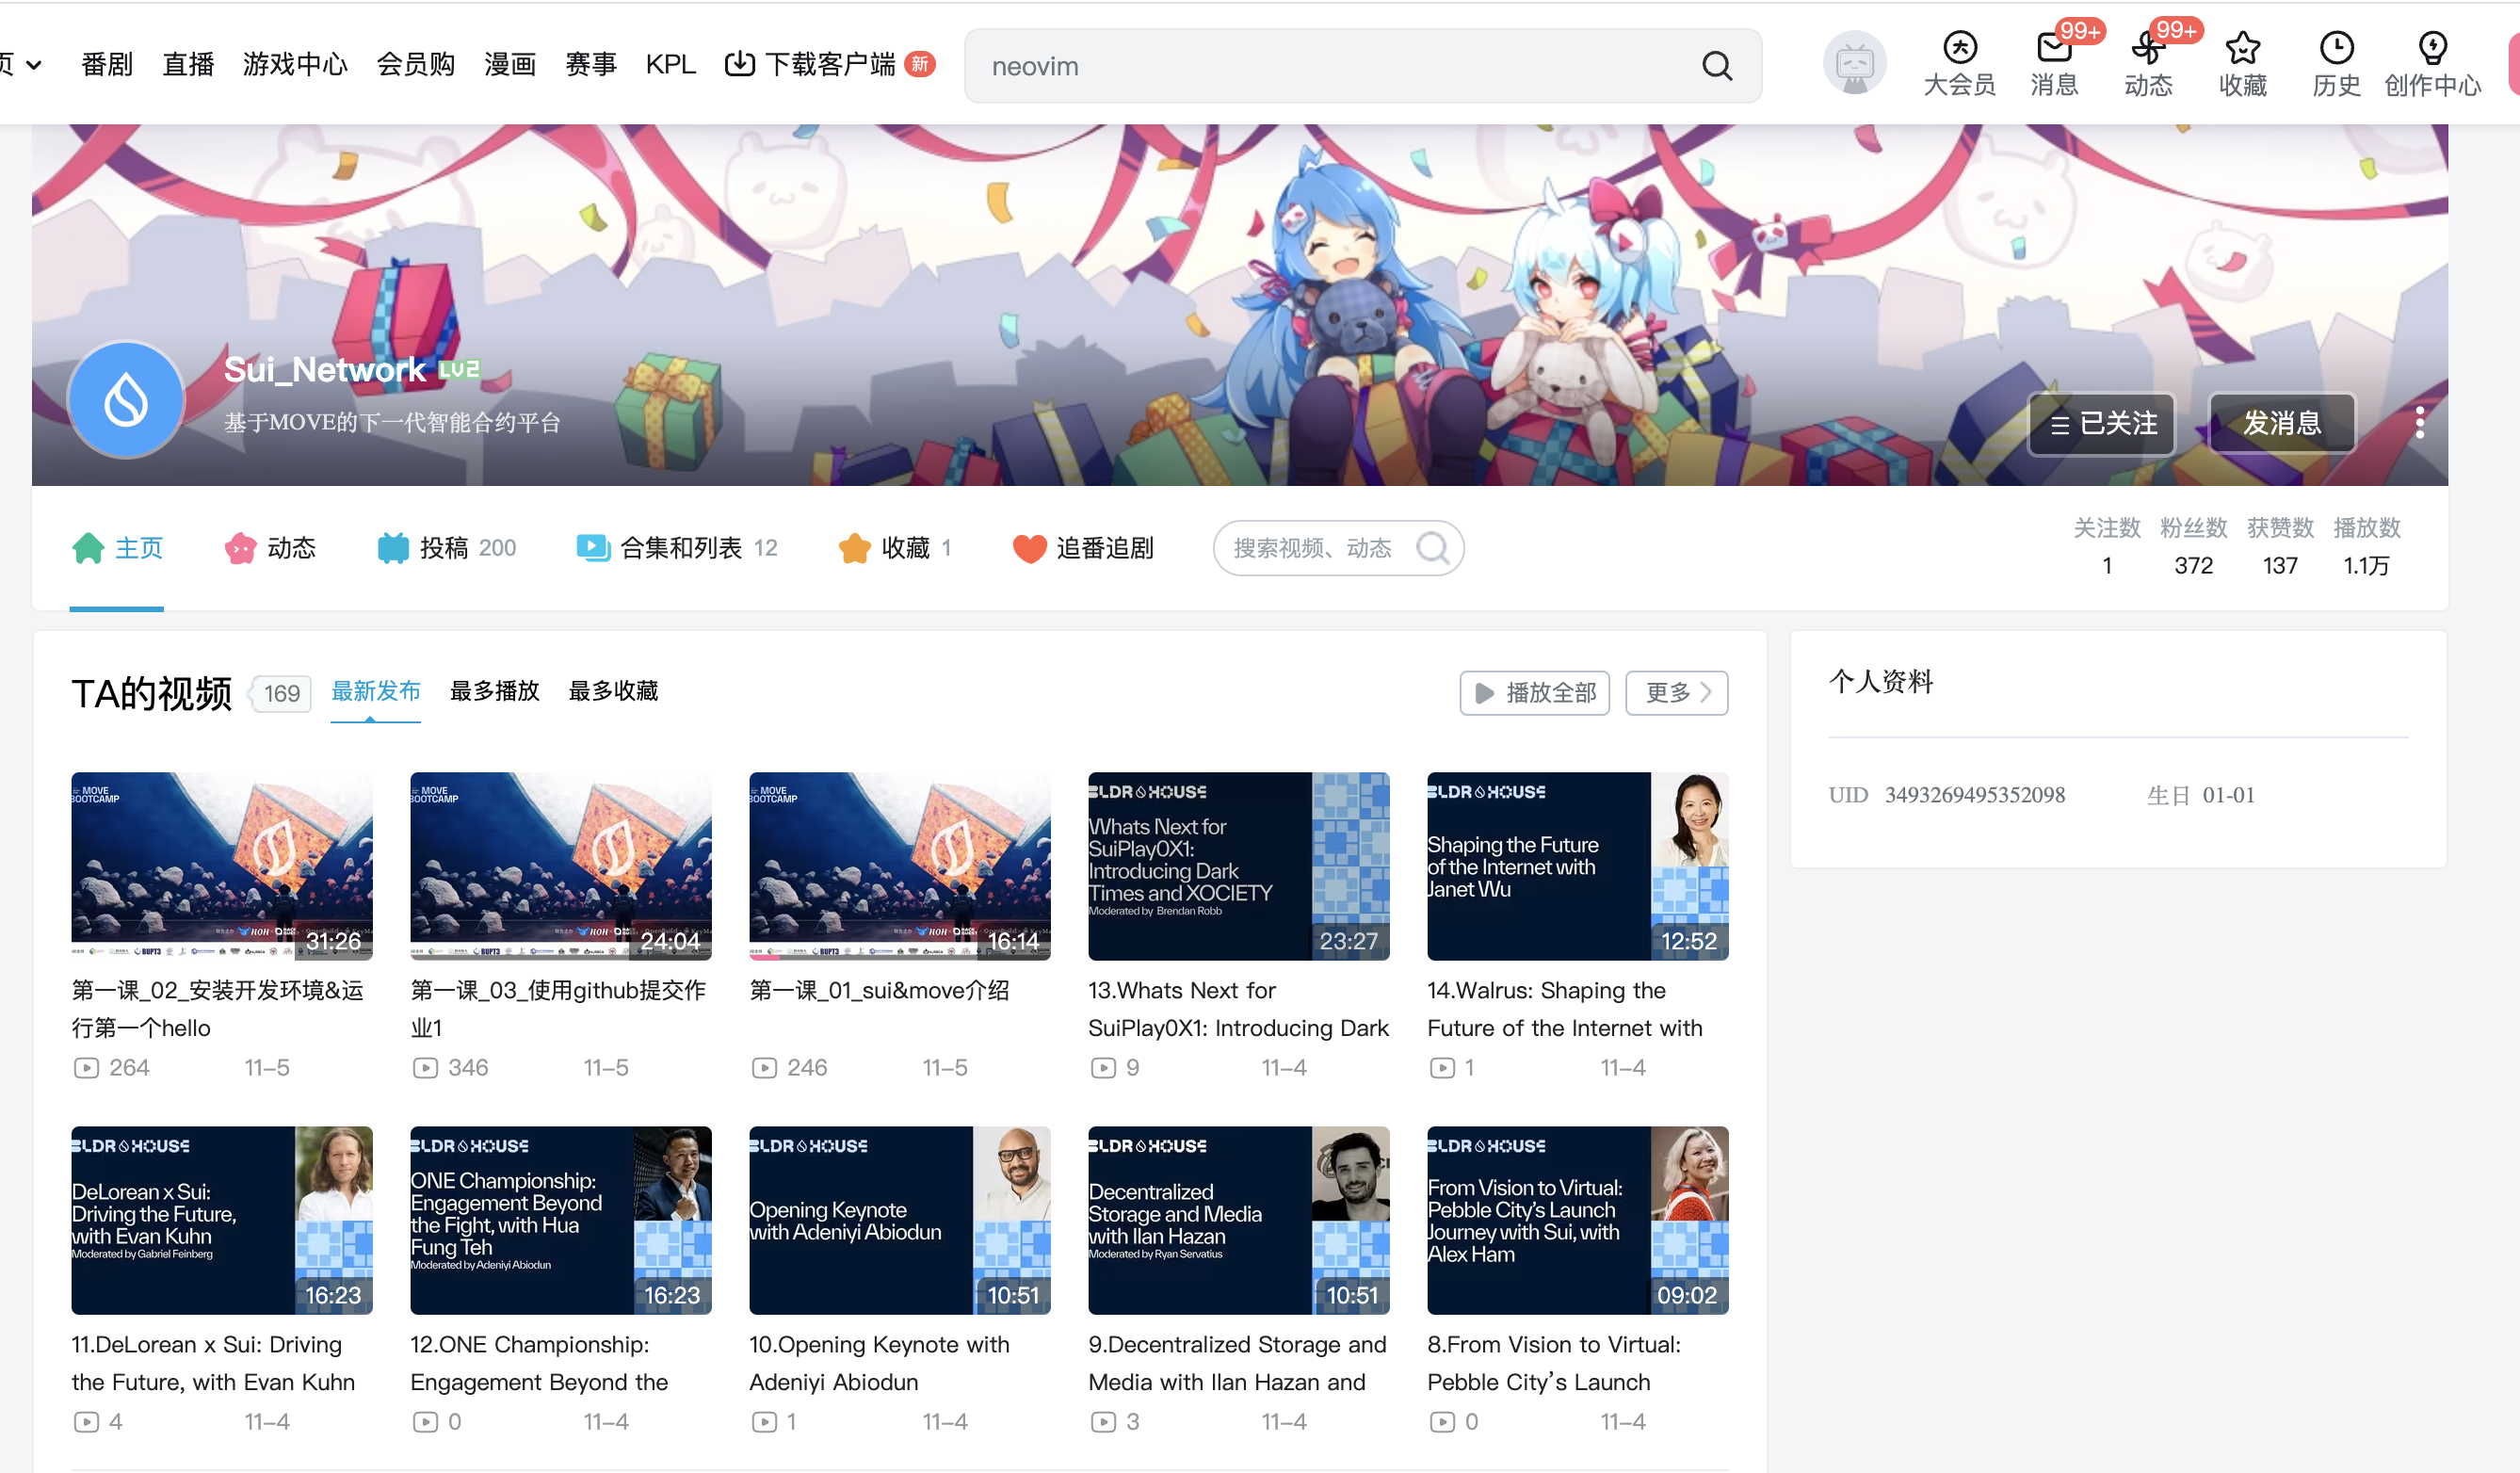 页
番剧
直播
游戏中心
会员购
漫画
赛事
KPL
下载客户端
新
neovim
大会员
99+
消息
99+
动态
收藏
历史
创作中心
Sui_Network LV2
基于MOVE的下一代智能合约平台
已关注
发消息
主页
动态
投稿 200
合集和列表 12
收藏 1
追番追剧
搜索视频、动态
关注数 粉丝数 获赞数 播放数
1 372 137 1.1万
TA的视频
169
最新发布
最多播放
最多收藏
播放全部
更多
个人资料
UID 3493269495352098
生日 01-01
MOVE
BOOTCAMP
HOH
BUPT3
31:26
第一课_02_安装开发环境&运
行第一个hello
264 11-5
MOVE
BOOTCAMP
HOH
BUPT3
24:04
第一课_03_使用github提交作
业1
346 11-5
MOVE
BOOTCAMP
HOH
BUPT3
16:14
第一课_01_sui&move介绍
246 11-5
BLDR HOUSE
Whats Next for
SuiPlay0X1:
Introducing Dark
Times and XOCIETY
Moderated by Brendan Robb
23:27
13.Whats Next for
SuiPlay0X1: Introducing Dark
9 11-4
BLDR HOUSE
Shaping the Future
of the Internet with
Janet Wu
12:52
14.Walrus: Shaping the
Future of the Internet with
1 11-4
BLDR HOUSE
DeLorean x Sui:
Driving the Future,
with Evan Kuhn
Moderated by Gabriel Feinberg
16:23
11.DeLorean x Sui: Driving
the Future, with Evan Kuhn
4 11-4
BLDR HOUSE
ONE Championship:
Engagement Beyond
the Fight, with Hua
Fung Teh
Moderated by Adeniyi Abiodun
16:23
12.ONE Championship:
Engagement Beyond the
0 11-4
BLDR HOUSE
Opening Keynote
with Adeniyi Abiodun
10:51
10.Opening Keynote with
Adeniyi Abiodun
1 11-4
BLDR HOUSE
Decentralized
Storage and Media
with Ilan Hazan
Moderated by Ryan Servatius
10:51
9.Decentralized Storage and
Media with Ilan Hazan and
3 11-4
BLDR HOUSE
From Vision to Virtual:
Pebble City's Launch
Journey with Sui, with
Alex Ham
09:02
8.From Vision to Virtual:
Pebble City's Launch
0 11-4